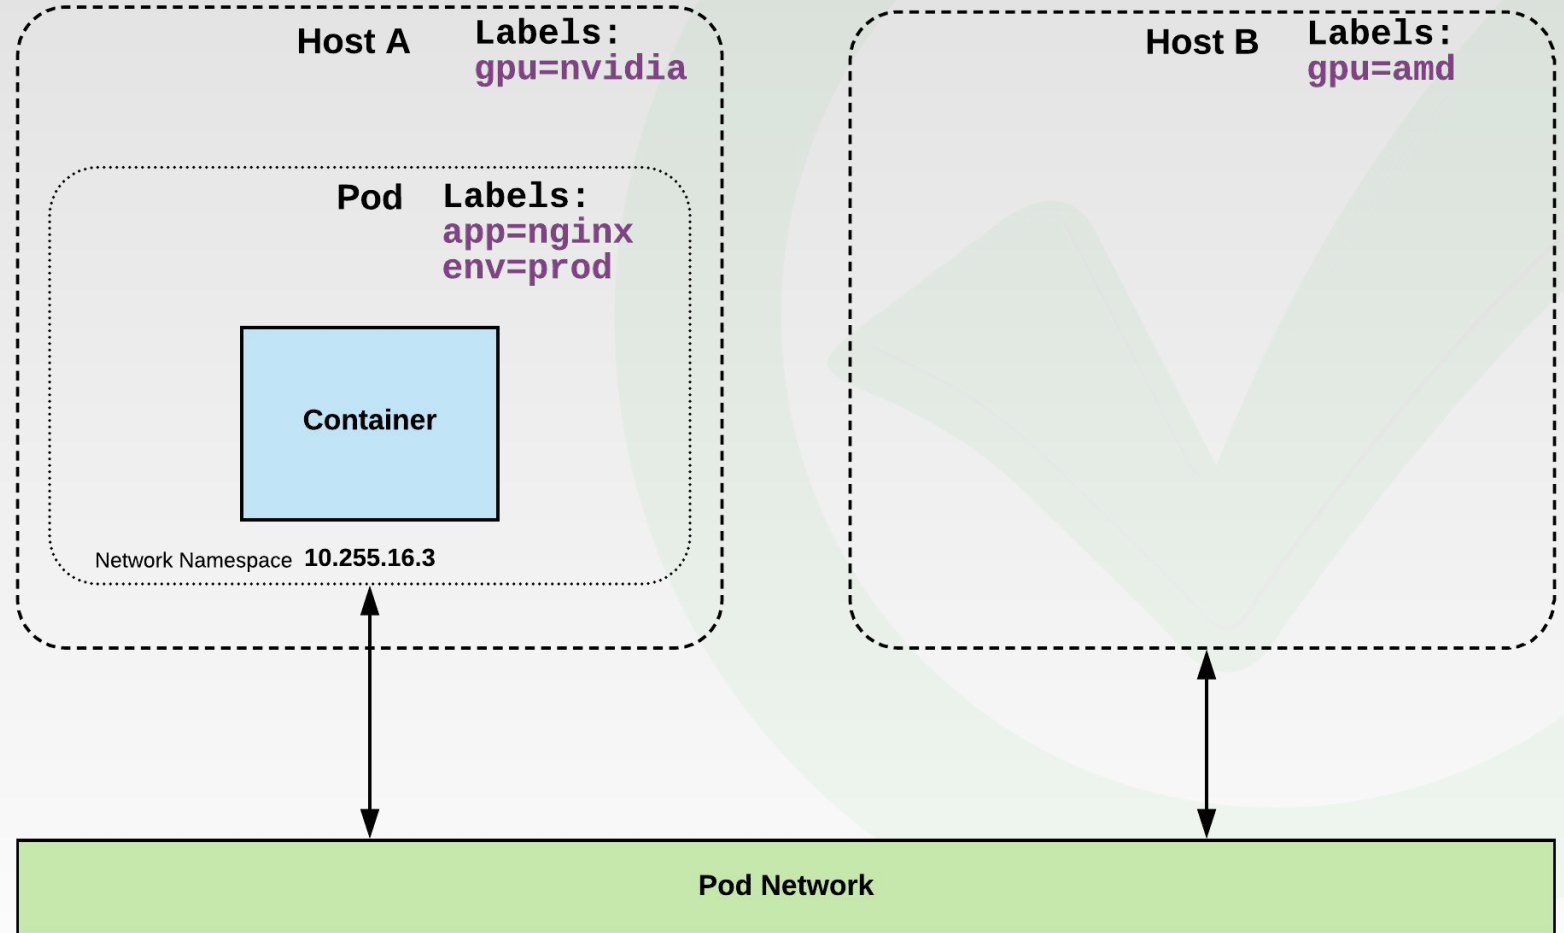 Host A
Labels:
gpu=nvidia
Host B
Labels:
gpu=amd
Pod
Labels:
app=nginx
env=prod
Container
Network Namespace 10.255.16.3
Pod Network